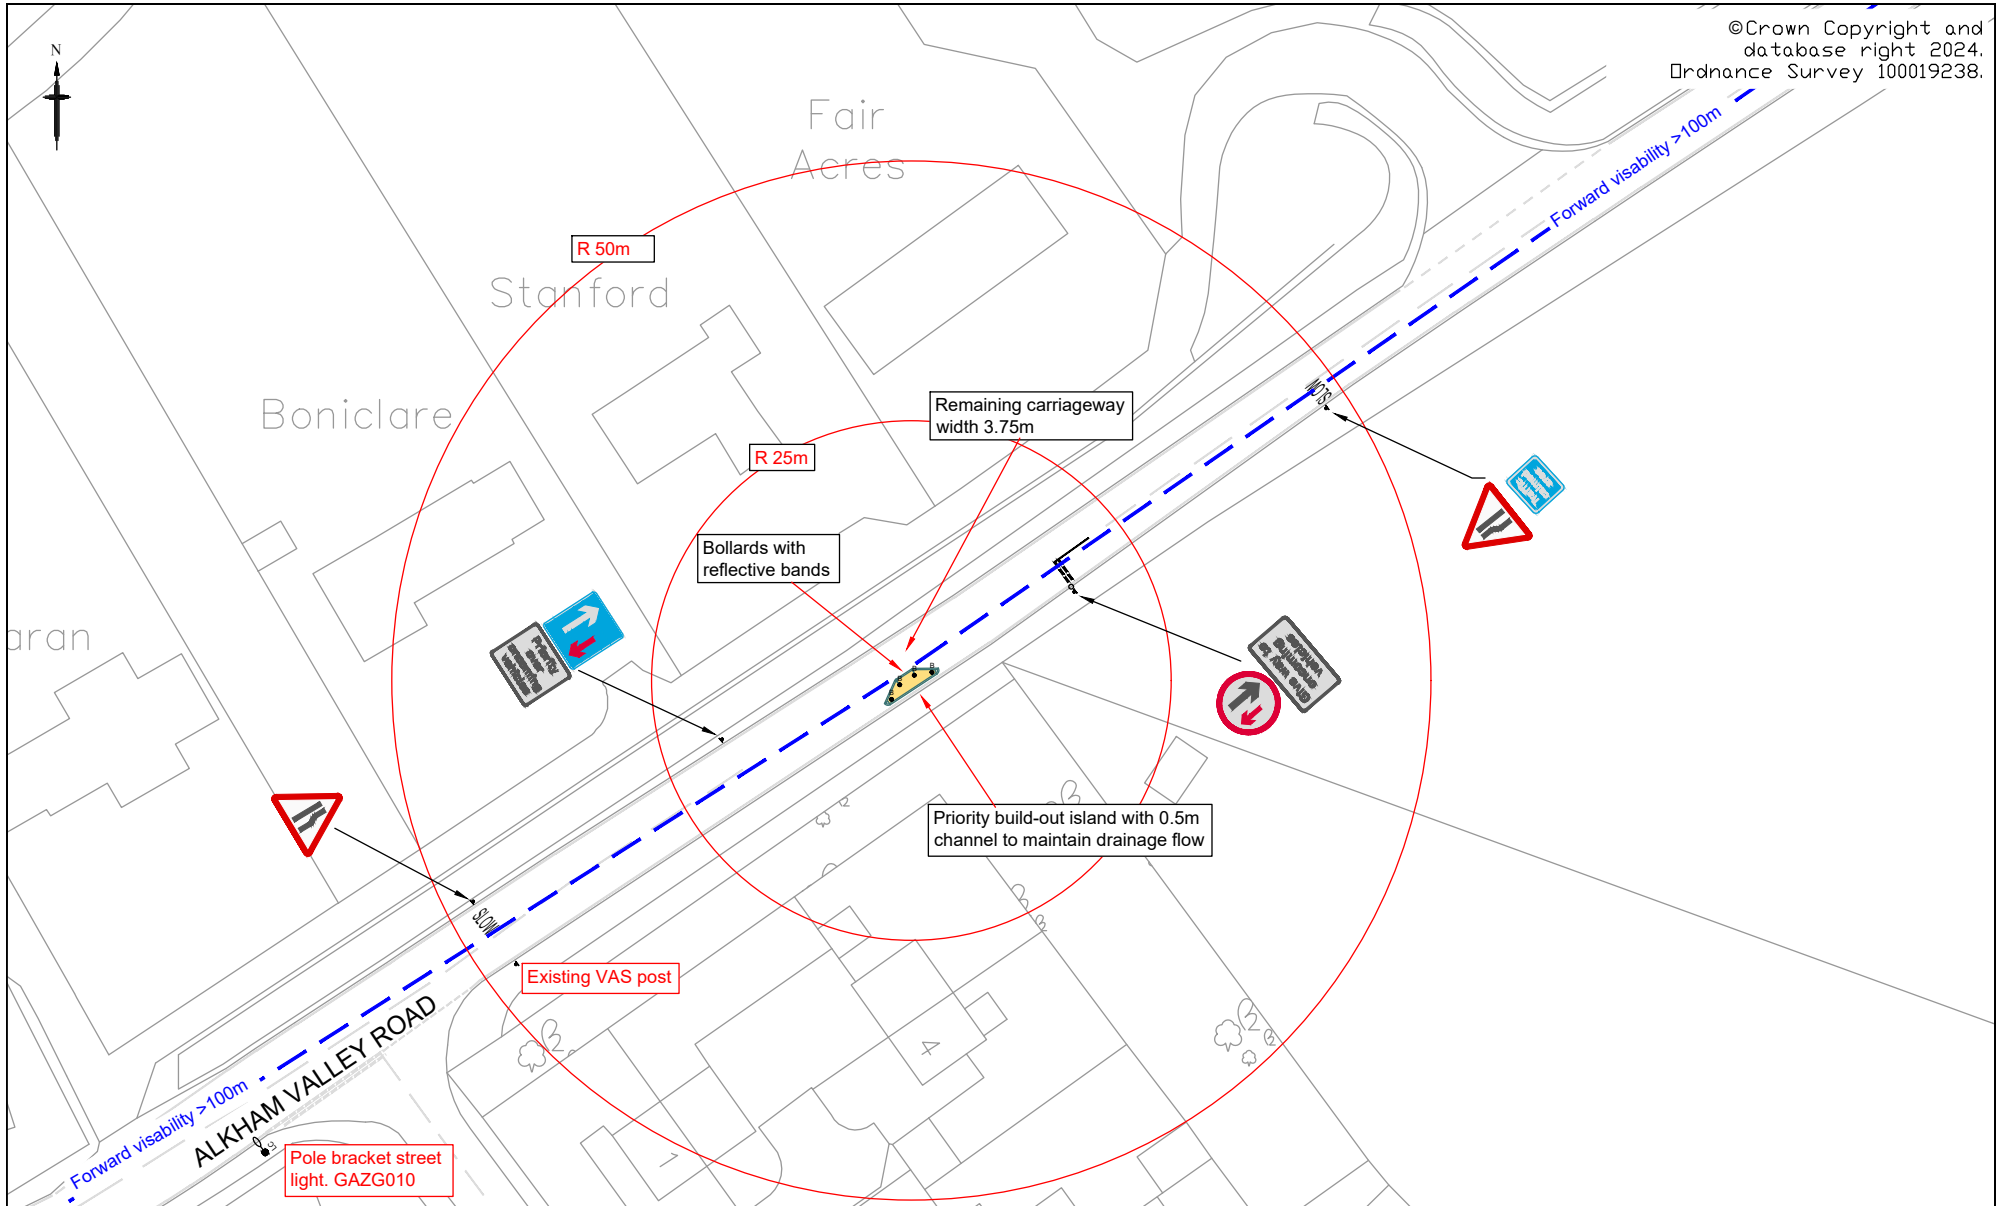 ©Crown Copyright and
database right 2024.
Ordnance Survey 100019238.
N
Fair
Acres
Forward visability >100m
R 50m
Stanford
Boniclare
Remaining carriageway
width 3.75m
SLOW
R 25m
Bollards with
reflective bands
aran
Priority
over
oncoming
vehicles
B
B
B
B
Give way to
oncoming
vehicles
Priority build-out island with 0.5m
channel to maintain drainage flow
SLOW
Existing VAS post
ALKHAM VALLEY ROAD
4
1
Forward visability >100m
Pole bracket street
light. GAZG010